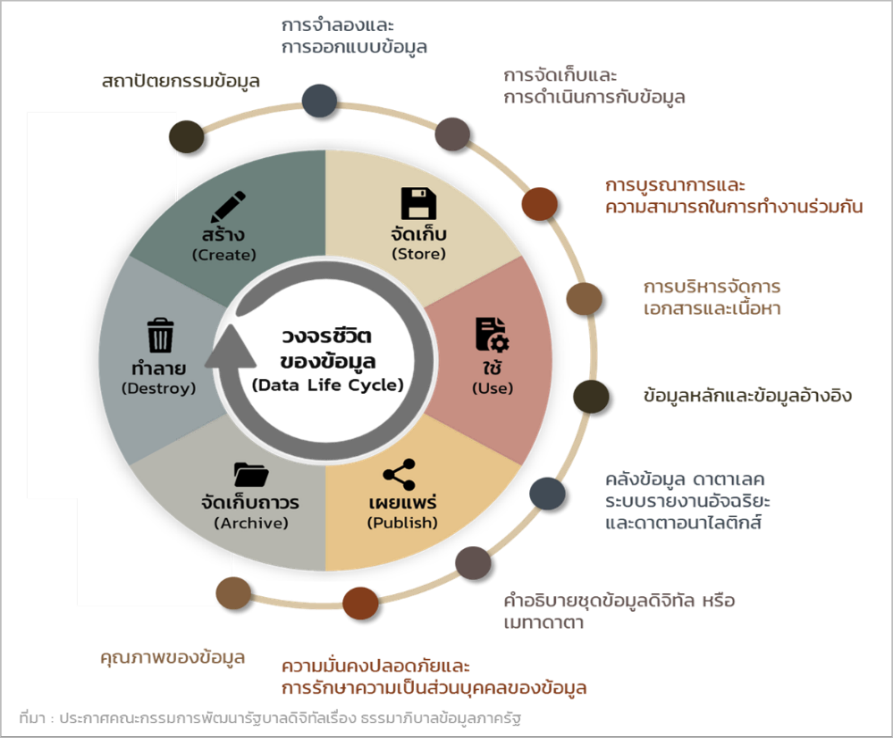 การจำลองและ
การออกแบบข้อมูล
สถาปัตยกรรมข้อมูล
การจัดเก็บและ
การดำเนินการกับข้อมูล
การบูรณาการและ
ความสามารถในการทำงานร่วมกัน
สร้าง
(Create)
จัดเก็บ
(Store)
การบริหารจัดการ
เอกสารและเนื้อหา
วงจรชีวิต
ของข้อมูล
(Data Life Cycle)
ทำลาย
(Destroy)
ใช้
(Use)
ข้อมูลหลักและข้อมูลอ้างอิง
จัดเก็บถาวร
(Archive)
เผยแพร่
(Publish)
คลังข้อมูล ดาตาเลค
ระบบรายงานอัจฉริยะ
และดาตาอนาไลติกส์
คำอธิบายชุดข้อมูลดิจิทัล หรือ
เมทาดาตา
คุณภาพของข้อมูล
ความมั่นคงปลอดภัยและ
การรักษาความเป็นส่วนบุคคลของข้อมูล
ที่มา : ประกาศคณะกรรมการพัฒนารัฐบาลดิจิทัลเรื่อง ธรรมาภิบาลข้อมูลภาครัฐ